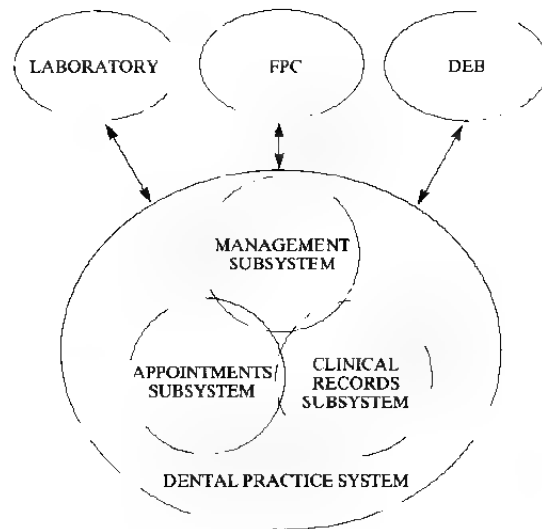 LABORATORY
FPC
DEB
MANAGEMENT
SUBSYSTEM
APPOINTMENTS
SUBSYSTEM
CLINICAL
RECORDS
SUBSYSTEM
DENTAL PRACTICE SYSTEM